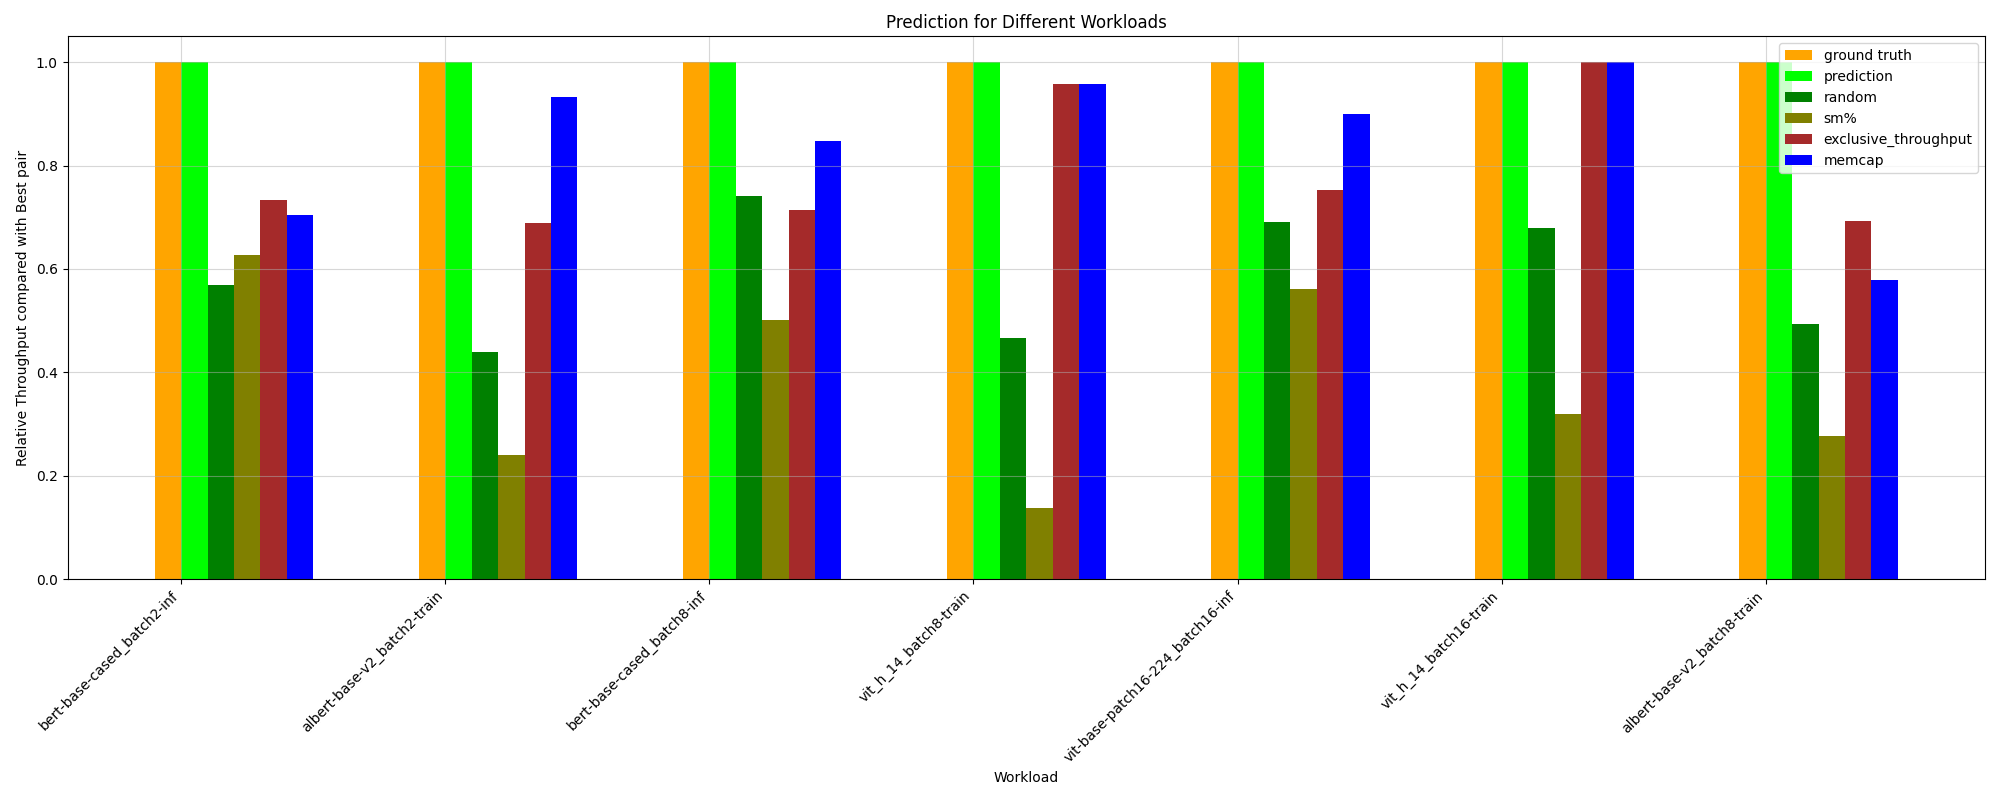 Prediction for Different Workloads
Relative Throughput compared with Best pair
1.0
0.8
0.6
0.4
0.2
0.0
ground truth
prediction
random
sm%
exclusive_throughput
memcap
bert-base-cased_batch2-inf
albert-base-v2_batch2-train
bert-base-cased_batch8-inf
vit_h_14_batch8-train
vit-base-patch16-224_batch16-inf
vit_h_14_batch16-train
albert-base-v2_batch8-train
Workload